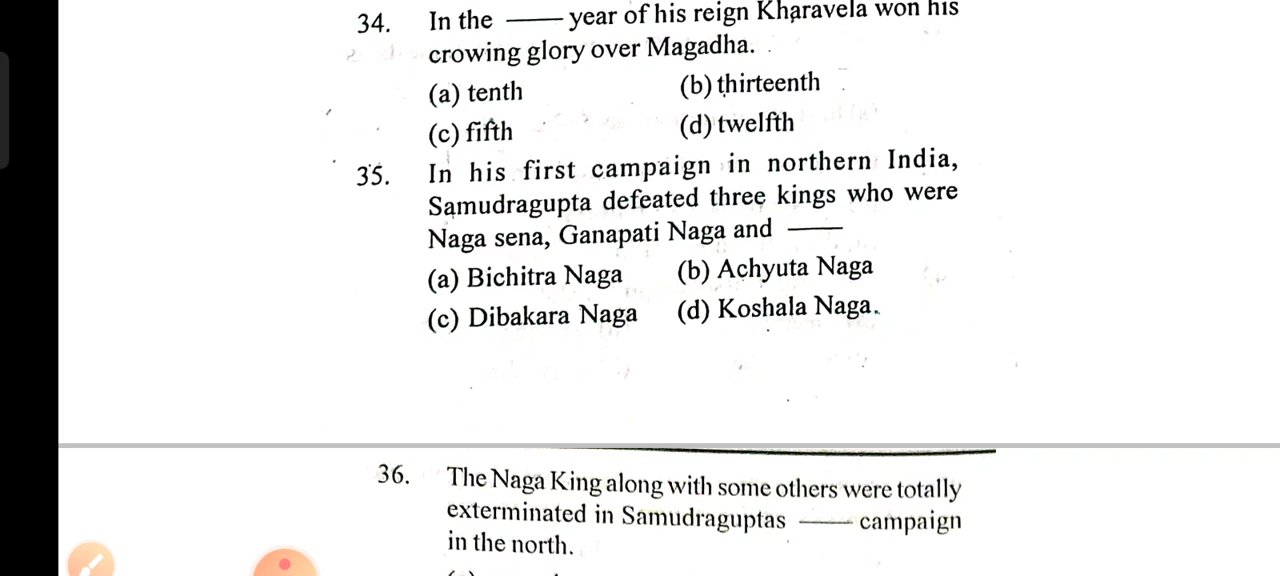 34. In the —— year of his reign Kharavela won his
crowing glory over Magadha.
(a) tenth (b) thirteenth
(c) fifth (d) twelfth
35. In his first campaign in northern India,
Samudragupta defeated three kings who were
Naga sena, Ganapati Naga and ——
(a) Bichitra Naga (b) Achyuta Naga
(c) Dibakara Naga (d) Koshala Naga.
36. The Naga King along with some others were totally
exterminated in Samudraguptas —— campaign
in the north.